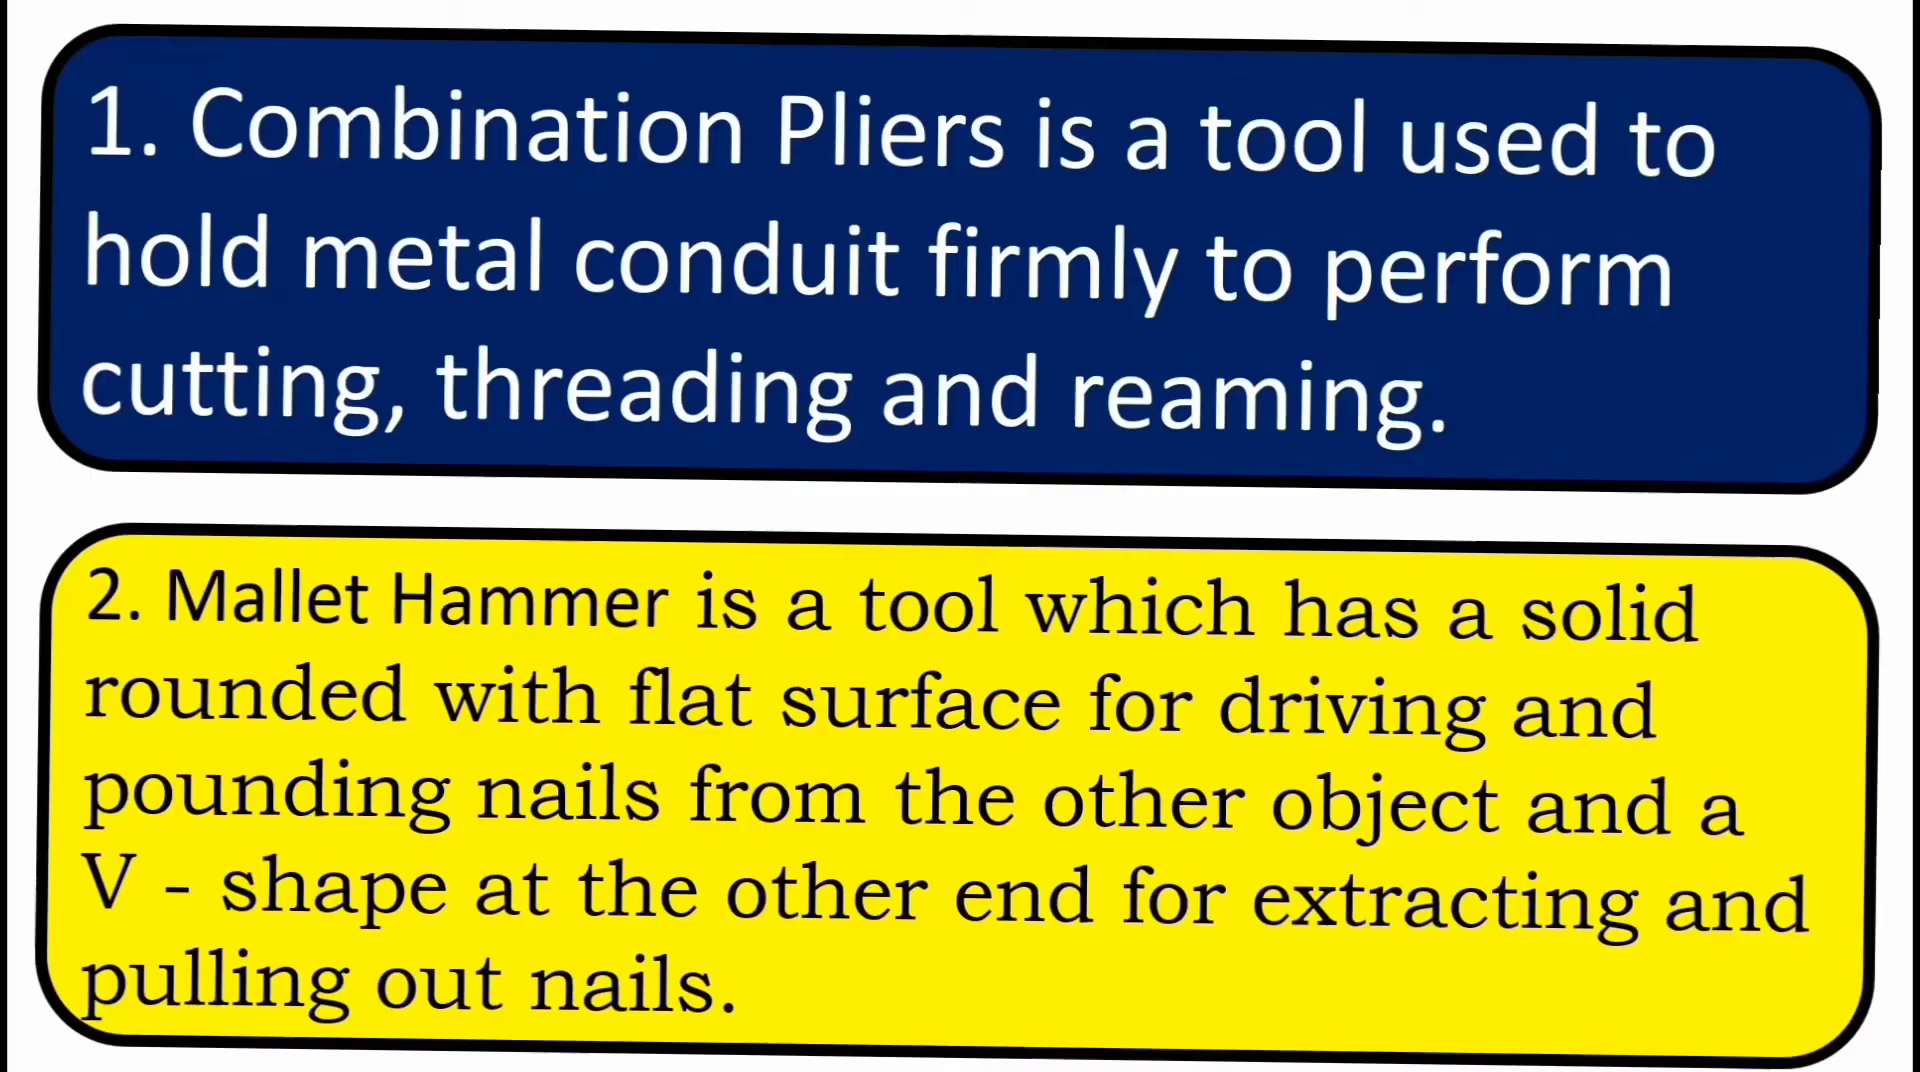 1. Combination Pliers is a tool used to
hold metal conduit firmly to perform
cutting, threading and reaming.
2. Mallet Hammer is a tool which has a solid
rounded with flat surface for driving and
pounding nails from the other object and a
V - shape at the other end for extracting and
pulling out nails.